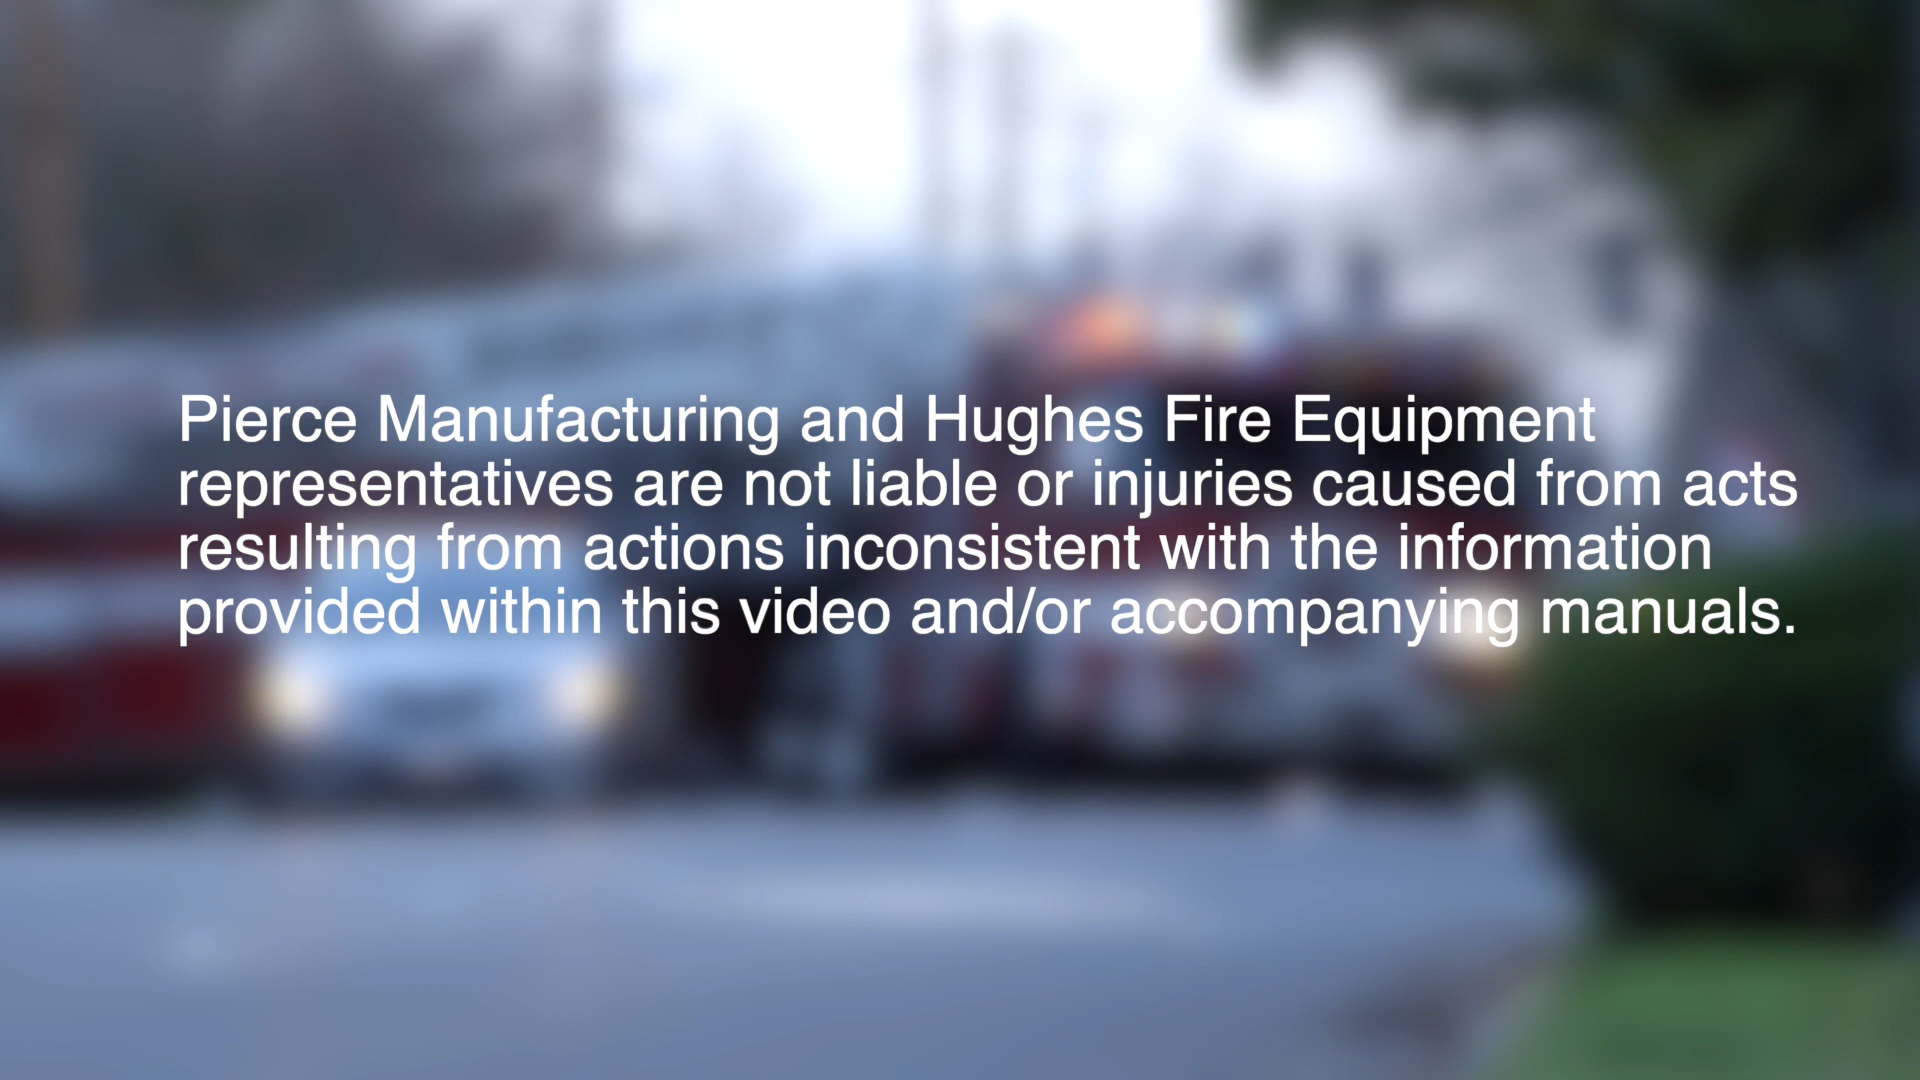 Pierce Manufacturing and Hughes Fire Equipment
representatives are not liable or injuries caused from acts
resulting from actions inconsistent with the information
provided within this video and/or accompanying manuals.